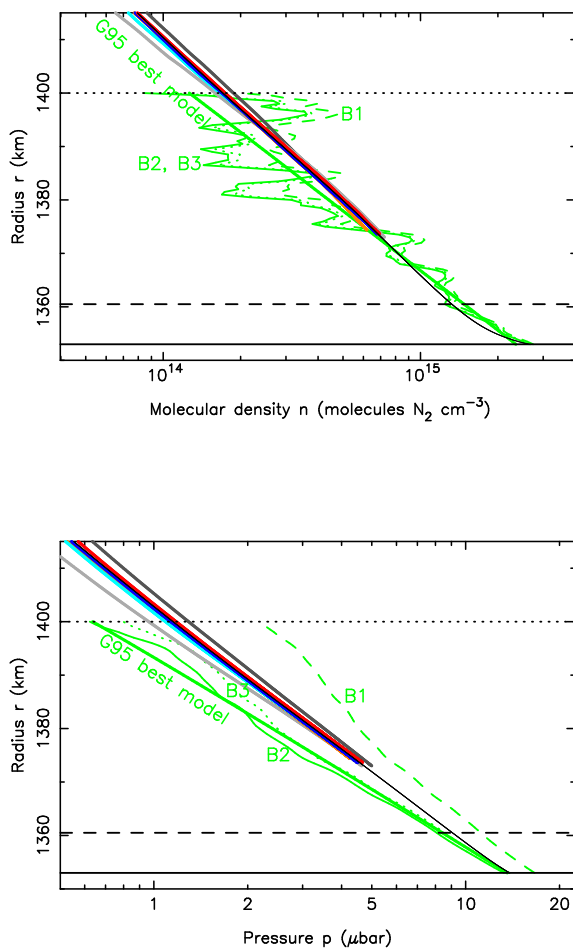 G95 best model
B1
B2, B3
1400
1380
1360
Radius r (km)
10^14
10^15
Molecular density n (molecules N_2 cm^−3)
1400
1380
1360
Radius r (km)
G95 best model
B3
B1
B2
1
2
5
10
20
Pressure p (μbar)